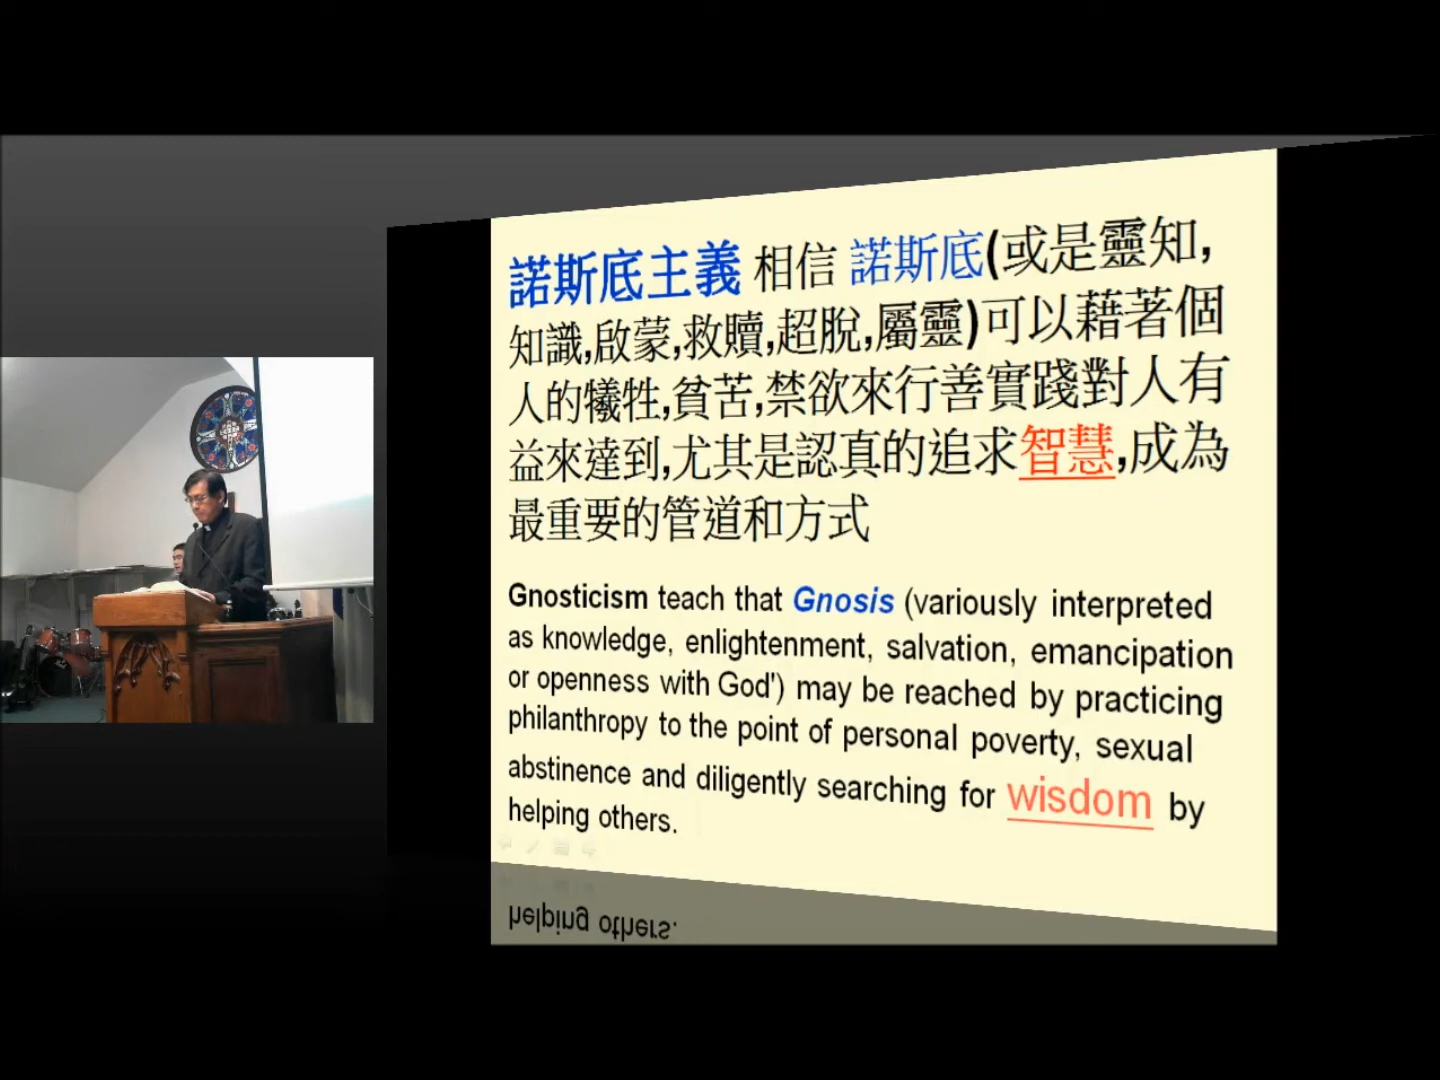 諾斯底主義 相信 諾斯底(或是靈知,
知識,啟蒙,救贖,超脫,屬靈)可以藉著個
人的犧牲,貧苦,禁欲來行善實踐對人有
益來達到,尤其是認真的追求智慧,成為
最重要的管道和方式
Gnosticism teach that Gnosis (variously interpreted
as knowledge, enlightenment, salvation, emancipation
or openness with God') may be reached by practicing
philanthropy to the point of personal poverty, sexual
abstinence and diligently searching for wisdom by
helping others.
helping others.